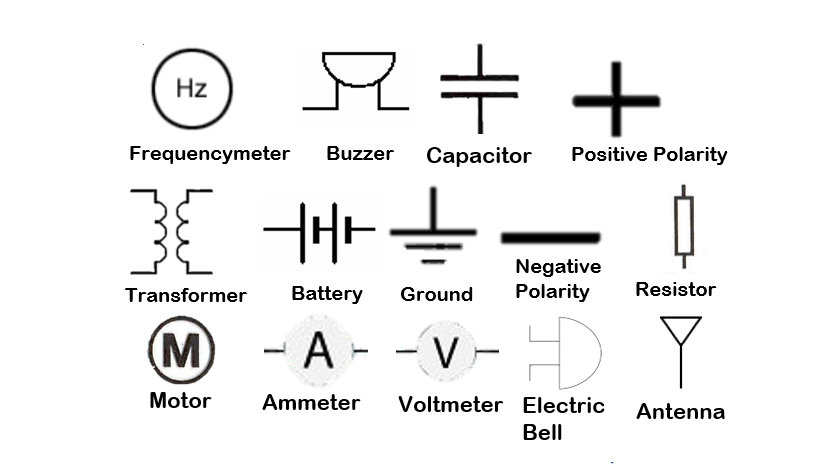 Hz
Frequencymeter
Buzzer
Capacitor
Positive Polarity
Transformer
Battery
Ground
Negative
Polarity
Resistor
M
Motor
A
Ammeter
V
Voltmeter
Electric
Bell
Antenna